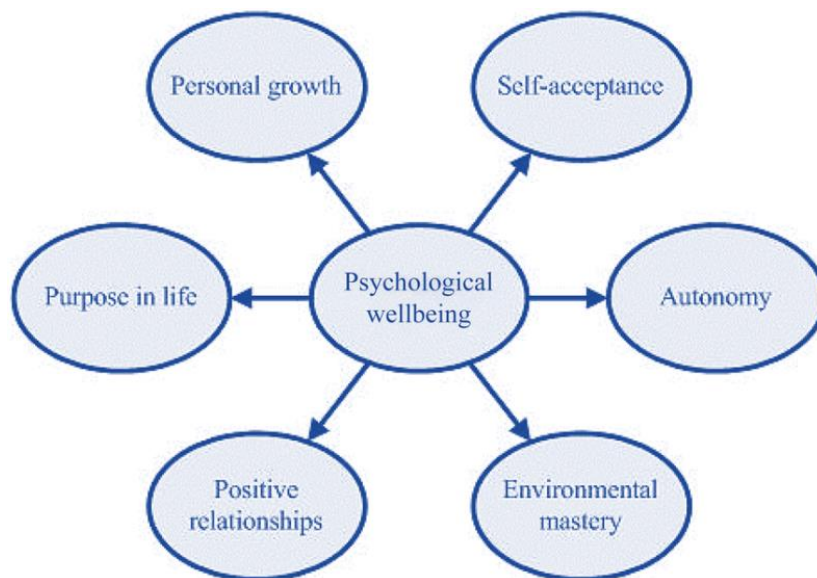 Personal growth
Self-acceptance
Purpose in life
Psychological
wellbeing
Autonomy
Positive
relationships
Environmental
mastery